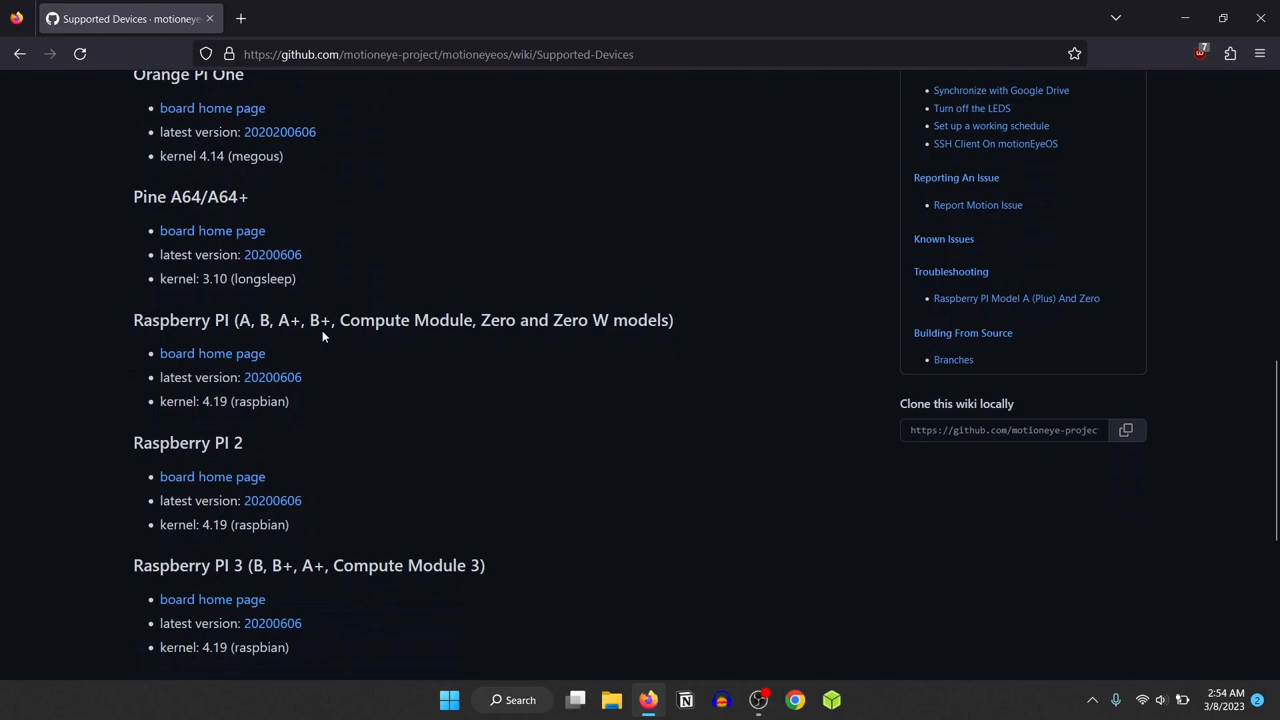 Supported Devices · motioneye
https://github.com/motioneye-project/motioneyeos/wiki/Supported-Devices
7
Orange Pi One
board home page
latest version: 2020200606
kernel 4.14 (megous)
Pine A64/A64+
board home page
latest version: 20200606
kernel: 3.10 (longsleep)
Raspberry PI (A, B, A+, B+, Compute Module, Zero and Zero W models)
board home page
latest version: 20200606
kernel: 4.19 (raspbian)
Raspberry PI 2
board home page
latest version: 20200606
kernel: 4.19 (raspbian)
Raspberry PI 3 (B, B+, A+, Compute Module 3)
board home page
latest version: 20200606
kernel: 4.19 (raspbian)
Synchronize with Google Drive
Turn off the LEDS
Set up a working schedule
SSH Client On motionEyeOS
Reporting An Issue
Report Motion Issue
Known Issues
Troubleshooting
Raspberry PI Model A (Plus) And Zero
Building From Source
Branches
Clone this wiki locally
https://github.com/motioneye-projec
Search
2:54 AM
3/8/2023
2